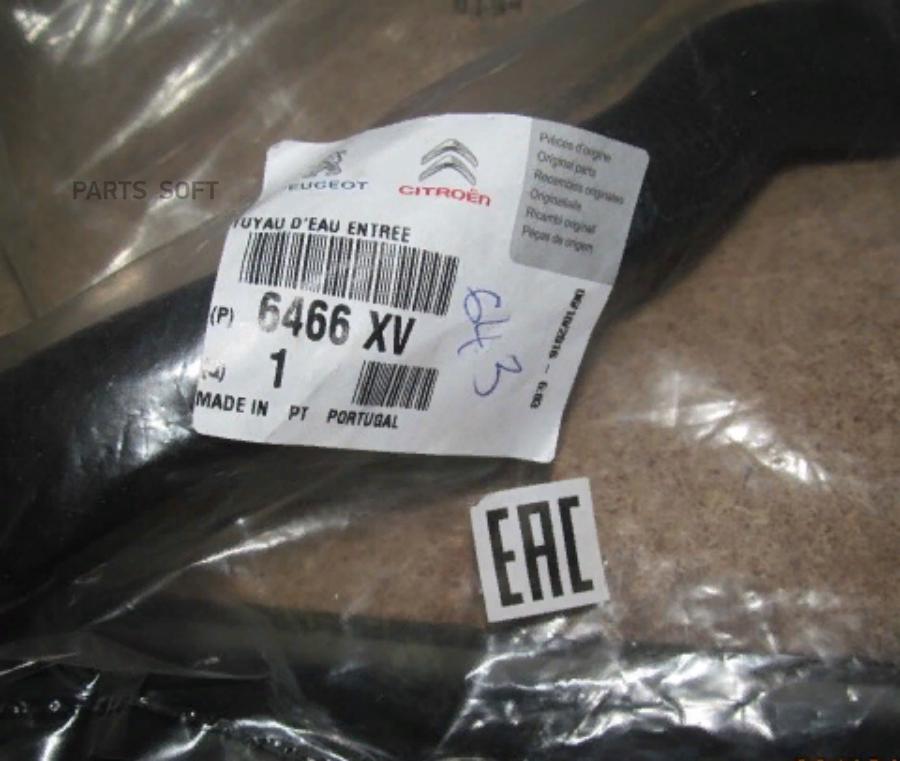 PARTS SOFT
PEUGEOT
CITROËN
Pièces d'origine
Original parts
Recambios originales
Originalteile
Ricambi originali
Peças de origem
TUYAU D'EAU ENTREE
(P) 6466 XV
(Q) 1
MADE IN PT PORTUGAL
643
EAC